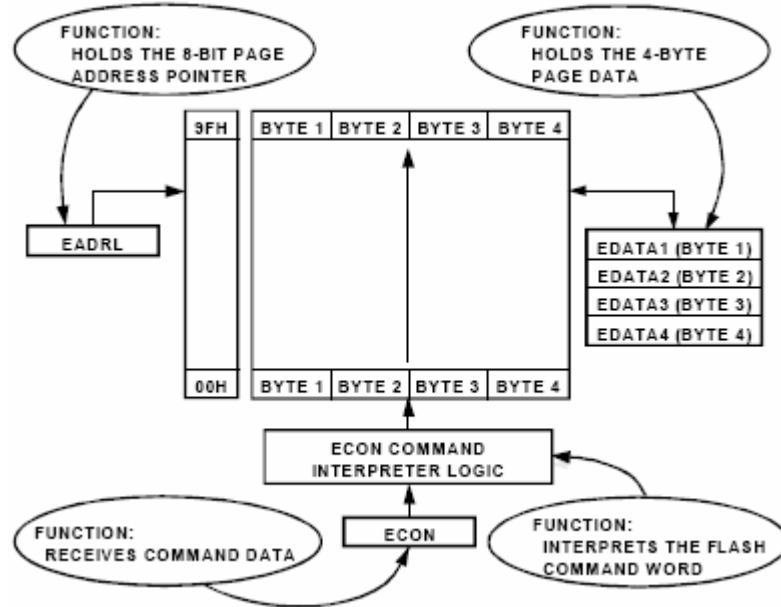 FUNCTION:
HOLDS THE 8-BIT PAGE
ADDRESS POINTER
FUNCTION:
HOLDS THE 4-BYTE
PAGE DATA
9FH
BYTE 1 BYTE 2 BYTE 3 BYTE 4
EADRL
EDATA1 (BYTE 1)
EDATA2 (BYTE 2)
EDATA3 (BYTE 3)
EDATA4 (BYTE 4)
00H
BYTE 1 BYTE 2 BYTE 3 BYTE 4
ECON COMMAND
INTERPRETER LOGIC
FUNCTION:
RECEIVES COMMAND DATA
ECON
FUNCTION:
INTERPRETS THE FLASH
COMMAND WORD